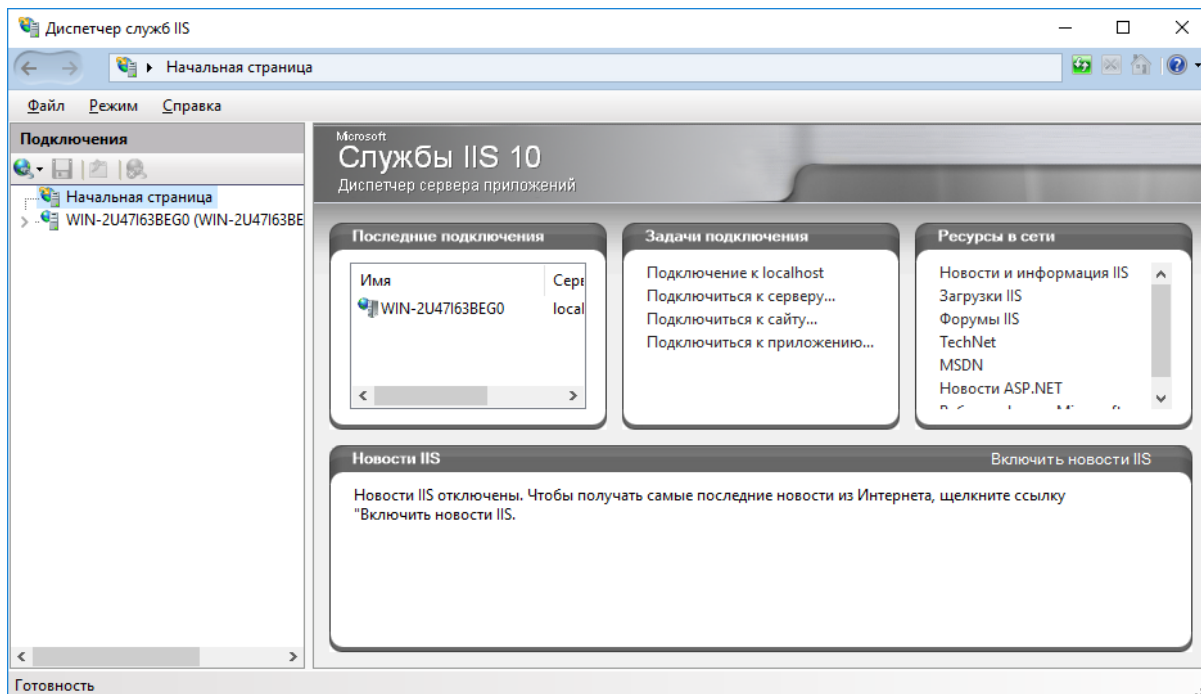 Диспетчер служб IIS
Начальная страница
Файл Режим Справка
Подключения
Начальная страница
WIN-2U47I63BEG0 (WIN-2U47I63BE
Microsoft
Службы IIS 10
Диспетчер сервера приложений
Последние подключения
Имя Серв
WIN-2U47I63BEG0 local
Задачи подключения
Подключение к localhost
Подключиться к серверу...
Подключиться к сайту...
Подключиться к приложению...
Ресурсы в сети
Новости и информация IIS
Загрузки IIS
Форумы IIS
TechNet
MSDN
Новости ASP.NET
Новости IIS Включить новости IIS
Новости IIS отключены. Чтобы получать самые последние новости из Интернета, щелкните ссылку
"Включить новости IIS.
Готовность